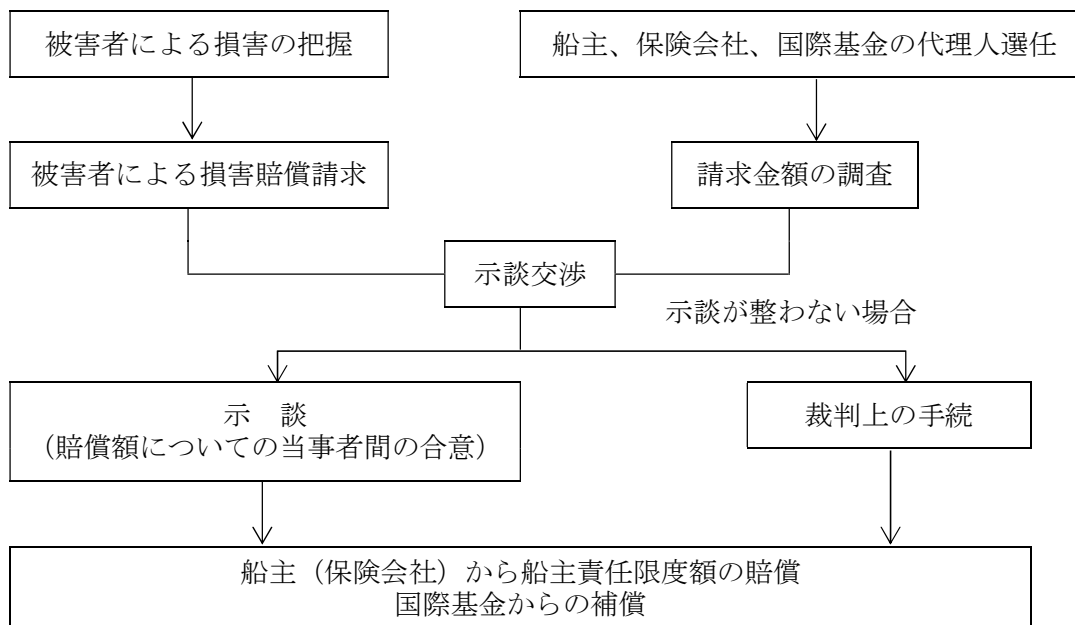 被害者による損害の把握
船主、保険会社、国際基金の代理人選任
被害者による損害賠償請求
請求金額の調査
示談交渉
示談が整わない場合
示　談
（賠償額についての当事者間の合意）
裁判上の手続
船主（保険会社）から船主責任限度額の賠償
国際基金からの補償